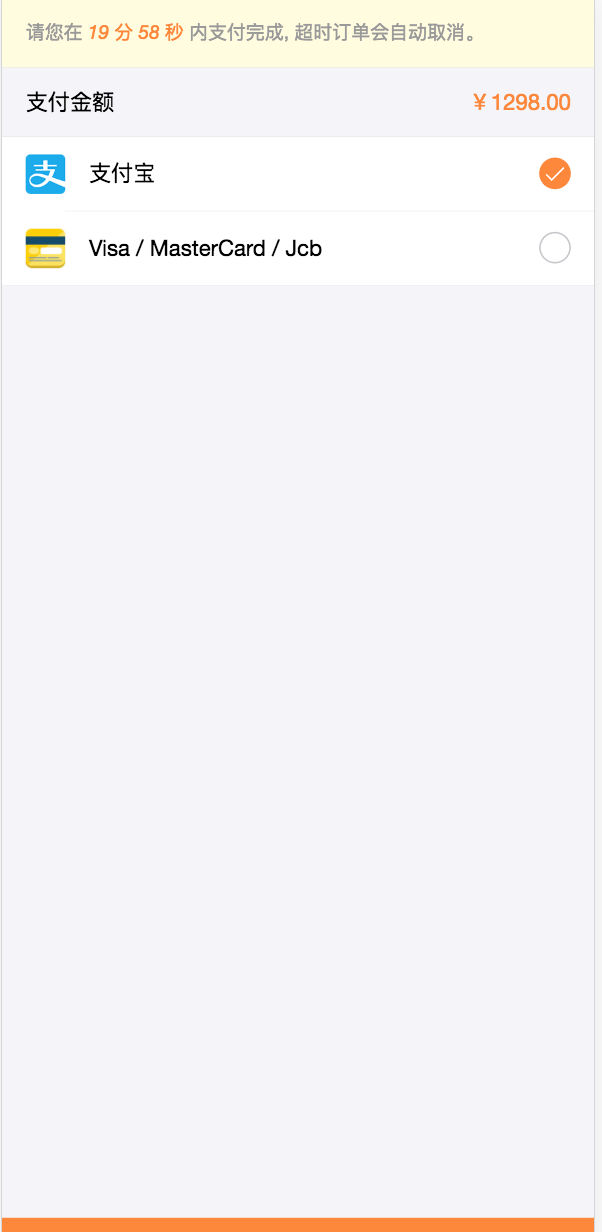 请您在 19 分 58 秒 内支付完成, 超时订单会自动取消。
支付金额 ¥ 1298.00
支 支付宝
Visa / MasterCard / Jcb